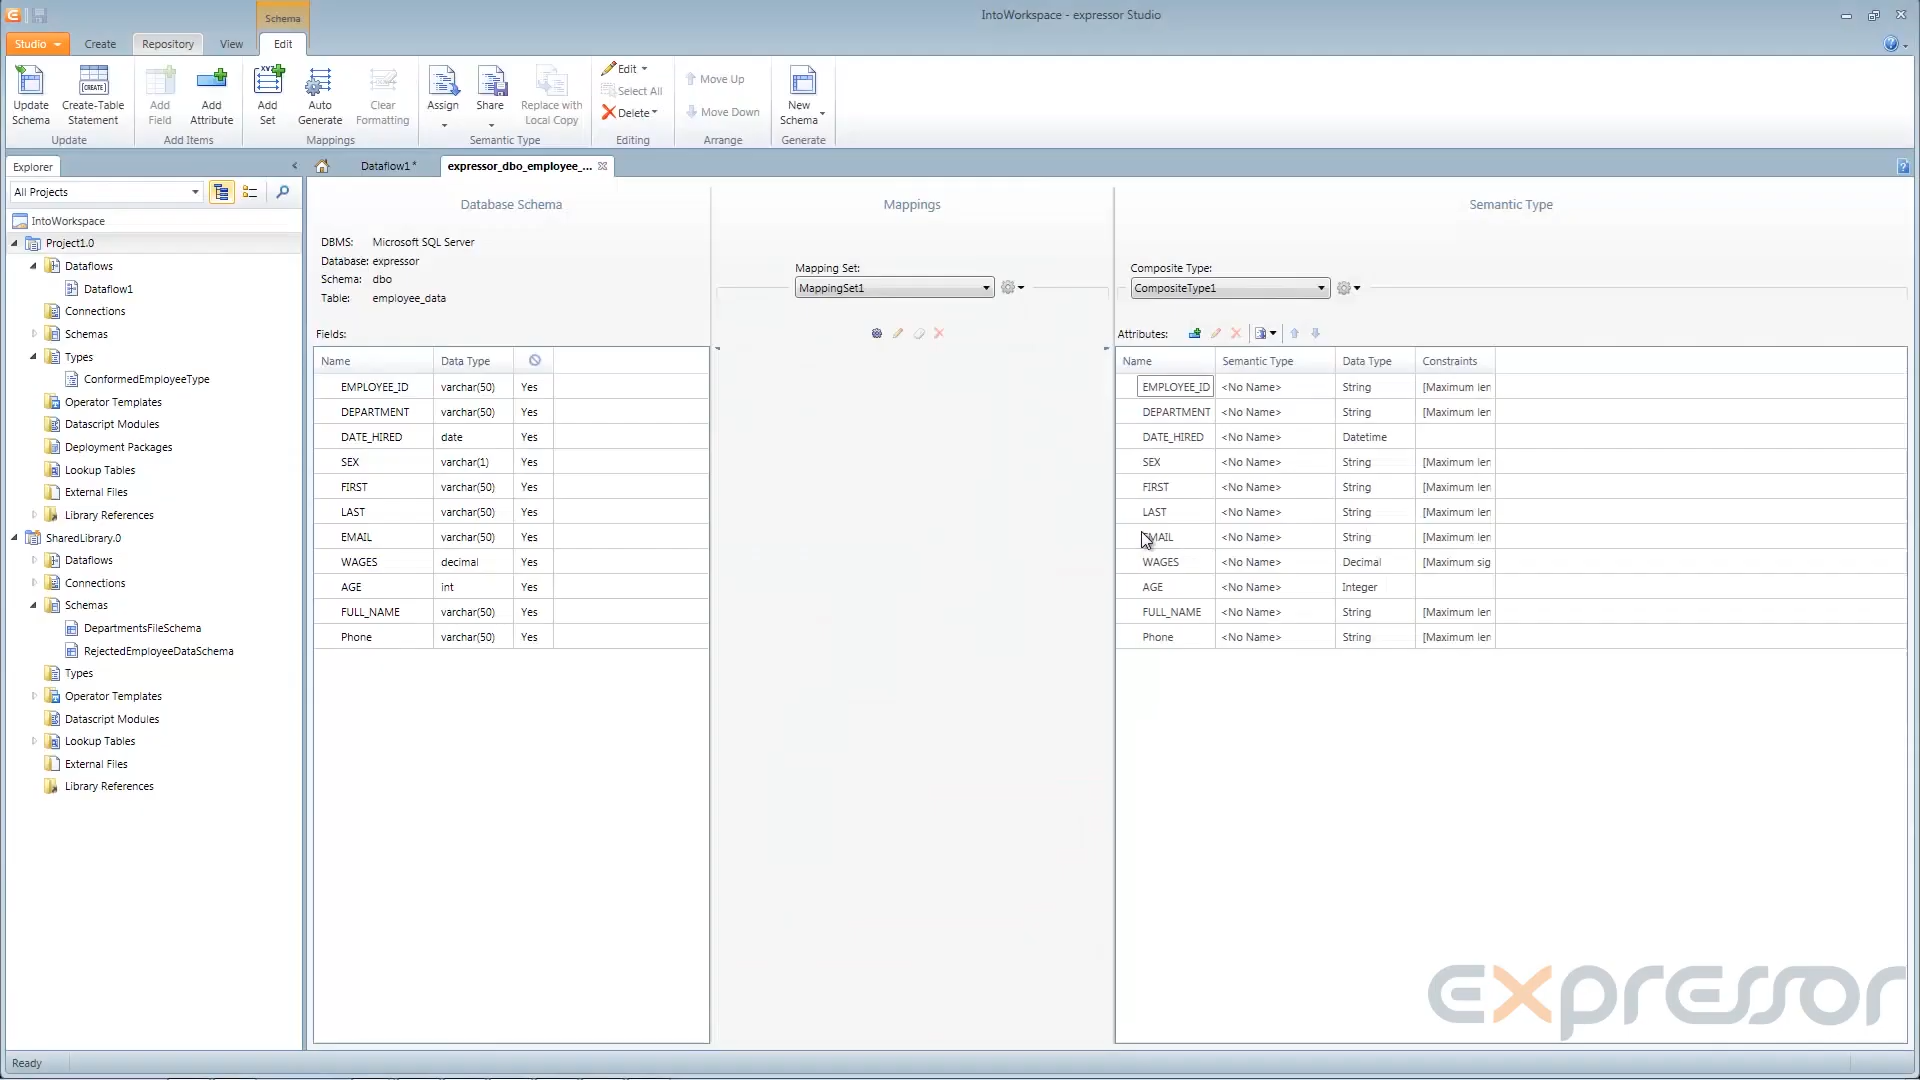 Schema
IntoWorkspace - expressor Studio
Studio Create Repository View Edit
Update Schema
Create-Table Statement
CREATE
Update
Add Field
Add Attribute
Add Items
XYZ
Add Set
Auto Generate
Clear Formatting
Mappings
Assign
Share
Replace with Local Copy
Semantic Type
Edit
Select All
Delete
Editing
Move Up
Move Down
Arrange
New Schema
Generate
Explorer
Dataflow1* expressor_dbo_employee_...
All Projects
IntoWorkspace
Project1.0
Dataflows
Dataflow1
Connections
Schemas
Types
ConformedEmployeeType
Operator Templates
Datascript Modules
Deployment Packages
Lookup Tables
External Files
Library References
SharedLibrary.0
Dataflows
Connections
Schemas
DepartmentsFileSchema
RejectedEmployeeDataSchema
Types
Operator Templates
Datascript Modules
Lookup Tables
External Files
Library References
Database Schema
DBMS: Microsoft SQL Server
Database: expressor
Schema: dbo
Table: employee_data
Fields:
Name Data Type
EMPLOYEE_ID varchar(50) Yes
DEPARTMENT varchar(50) Yes
DATE_HIRED date Yes
SEX varchar(1) Yes
FIRST varchar(50) Yes
LAST varchar(50) Yes
EMAIL varchar(50) Yes
WAGES decimal Yes
AGE int Yes
FULL_NAME varchar(50) Yes
Phone varchar(50) Yes
Mappings
Mapping Set:
MappingSet1
Semantic Type
Composite Type:
CompositeType1
Attributes:
Name Semantic Type Data Type Constraints
EMPLOYEE_ID <No Name> String [Maximum len
DEPARTMENT <No Name> String [Maximum len
DATE_HIRED <No Name> Datetime
SEX <No Name> String [Maximum len
FIRST <No Name> String [Maximum len
LAST <No Name> String [Maximum len
EMAIL <No Name> String [Maximum len
WAGES <No Name> Decimal [Maximum sig
AGE <No Name> Integer
FULL_NAME <No Name> String [Maximum len
Phone <No Name> String [Maximum len
expressor
Ready